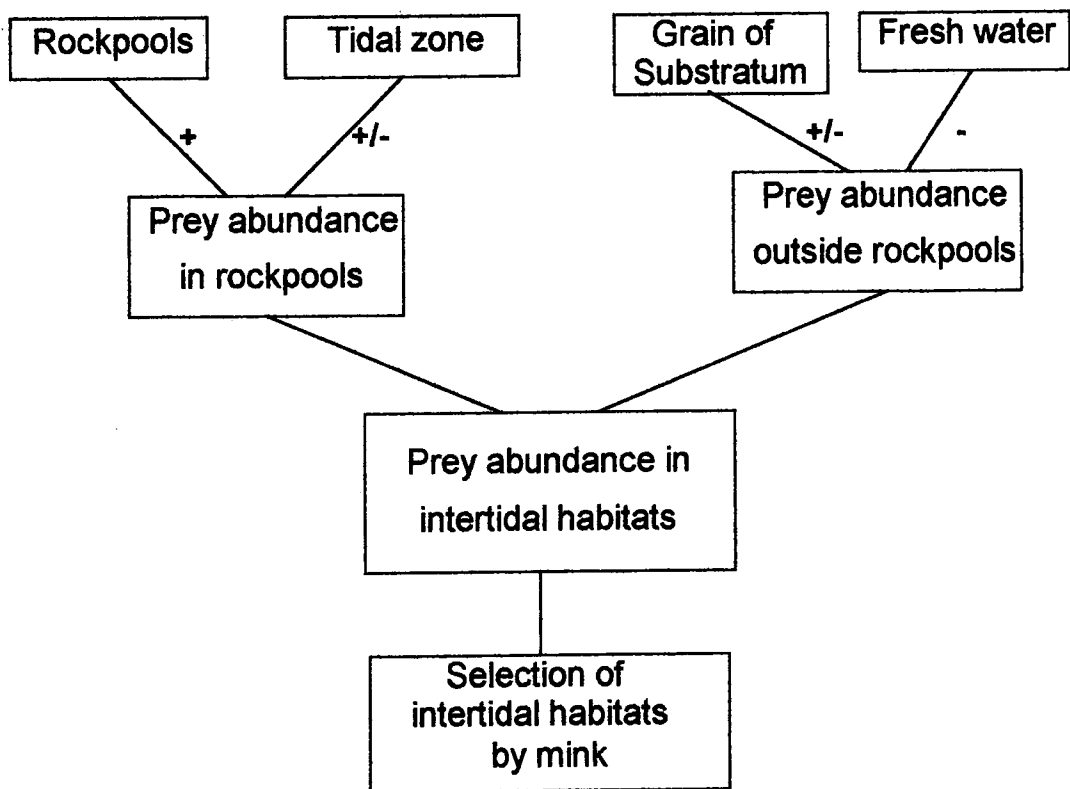 Rockpools
Tidal zone
Grain of
Substratum
Fresh water
+
+/-
+/-
-
Prey abundance
in rockpools
Prey abundance
outside rockpools
Prey abundance in
intertidal habitats
Selection of
intertidal habitats
by mink